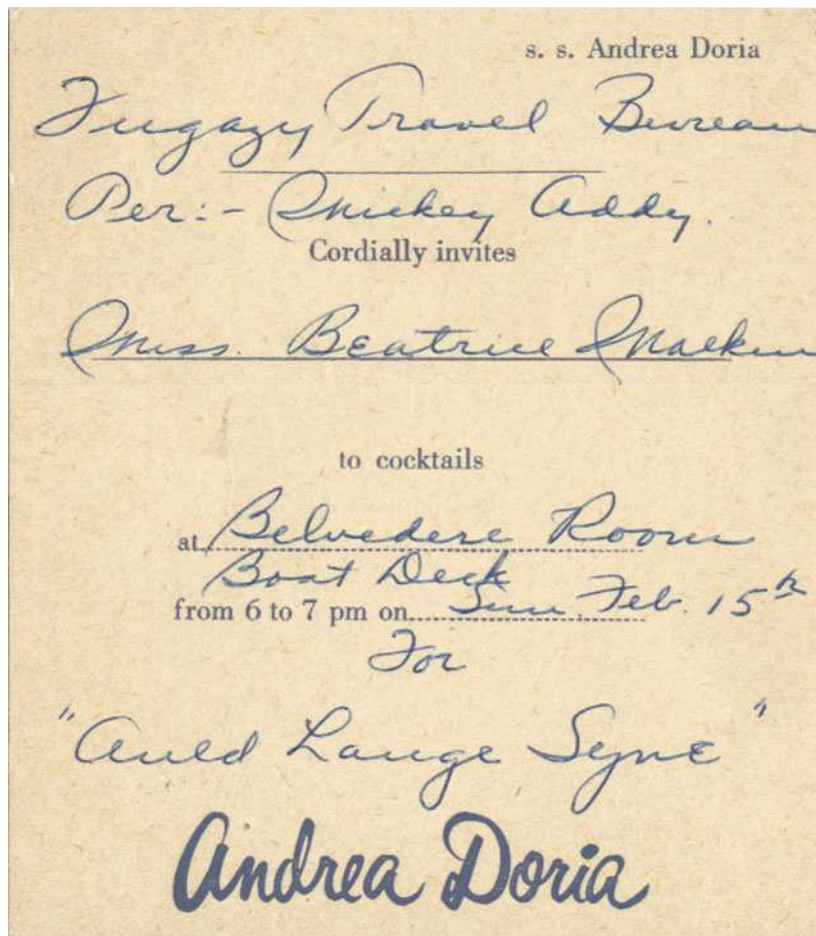 s. s. Andrea Doria
Fugazy Travel Bureau
Per:- Mickey Addy.
Cordially invites
Miss. Beatrice Malkin
to cocktails
at Belvedere Room
Boat Deck
from 6 to 7 pm on Sun. Feb. 15th
For
"Auld Lange Syne"
Andrea Doria